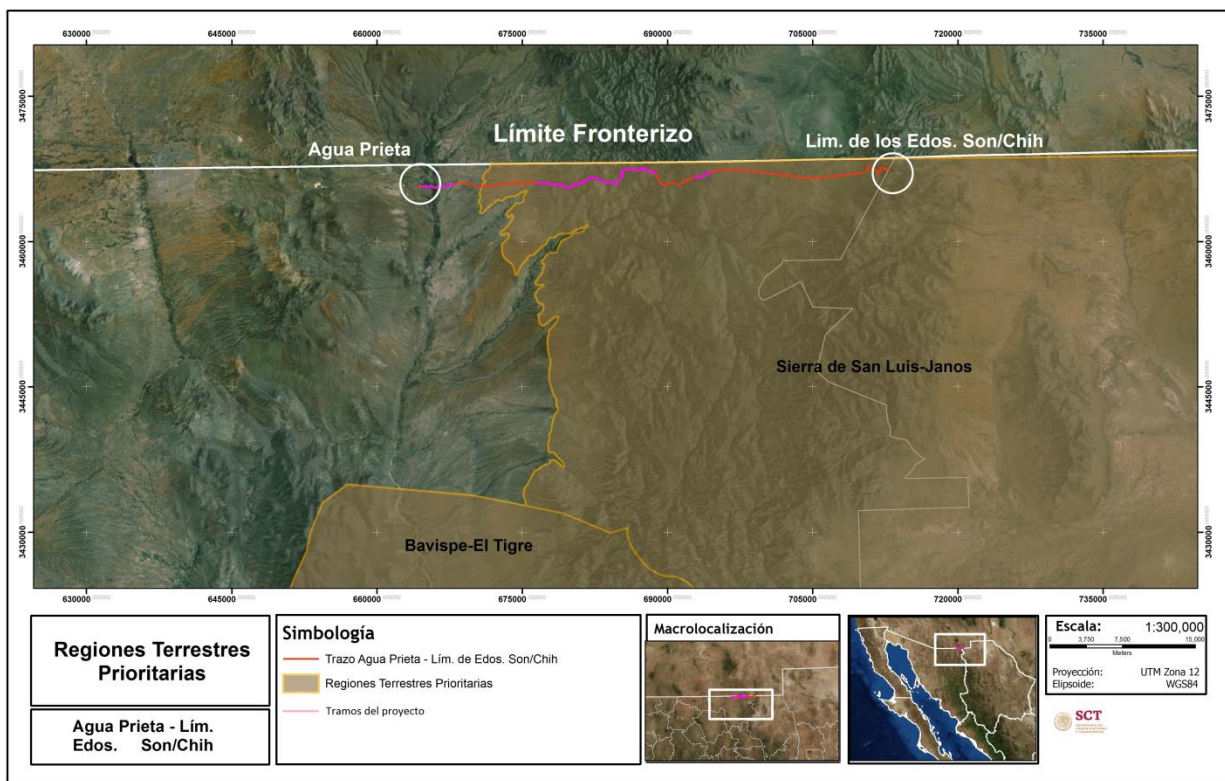 630000 645000 660000 675000 690000 705000 720000 735000
3475000 3475000
Límite Fronterizo
Agua Prieta
Lim. de los Edos. Son/Chih
3460000 3460000
Sierra de San Luis-Janos
3445000 3445000
3430000 3430000
Bavispe-El Tigre
630000 645000 660000 675000 690000 705000 720000 735000
Regiones Terrestres
Prioritarias
Agua Prieta - Lím.
Edos. Son/Chih
Simbología
Trazo Agua Prieta - Lím. de Edos. Son/Chih
Regiones Terrestres Prioritarias
Tramos del proyecto
Macrolocalización
Escala: 1:300,000
0 3,750 7,500 15,000
Meters
Proyección: UTM Zona 12
Elipsoide: WGS84
SCT